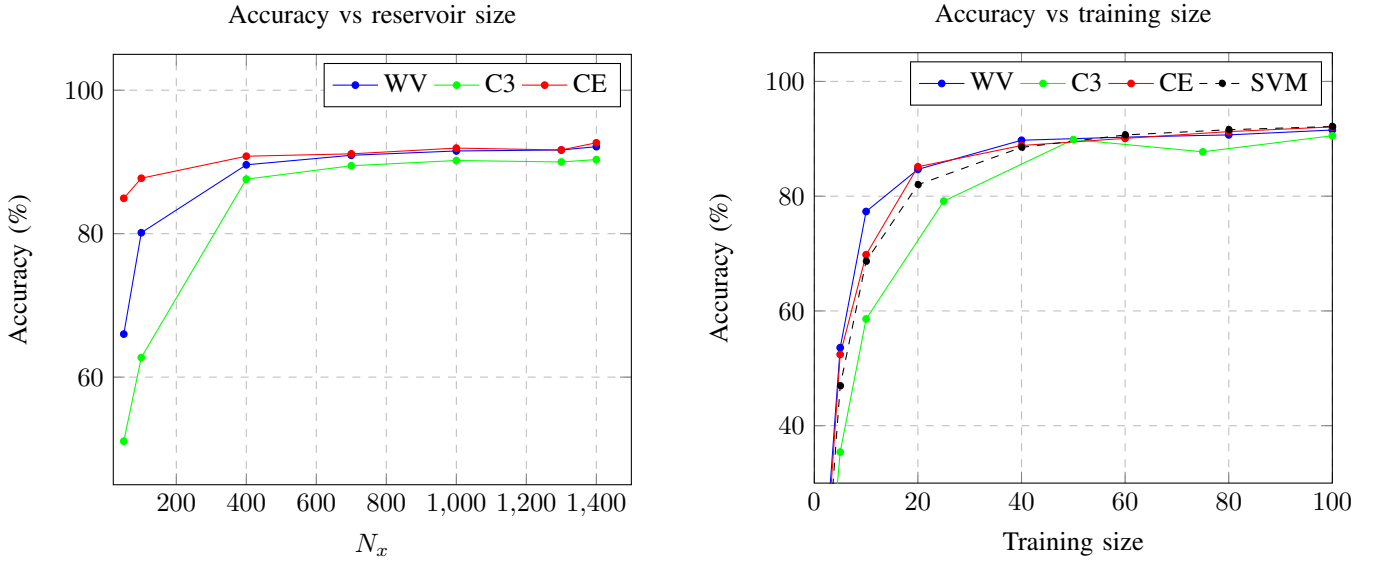 Accuracy vs reservoir size
WV C3 CE
100
80
60
Accuracy (%)
200 400 600 800 1,000 1,200 1,400
N_x
Accuracy vs training size
WV C3 CE SVM
100
80
60
40
Accuracy (%)
0 20 40 60 80 100
Training size